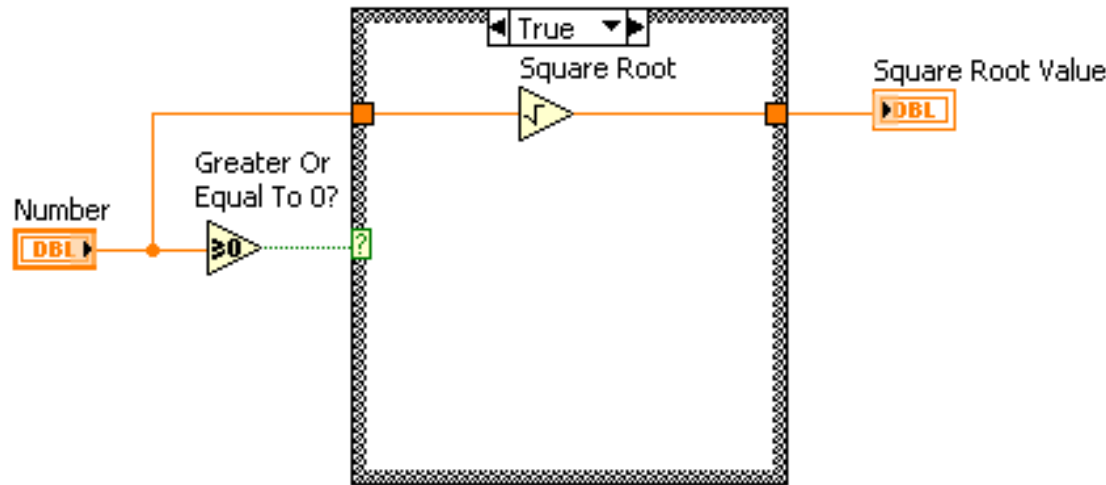 True
Square Root
Square Root Value
DBL
Greater Or
Equal To 0?
Number
DBL
≥0
?
√